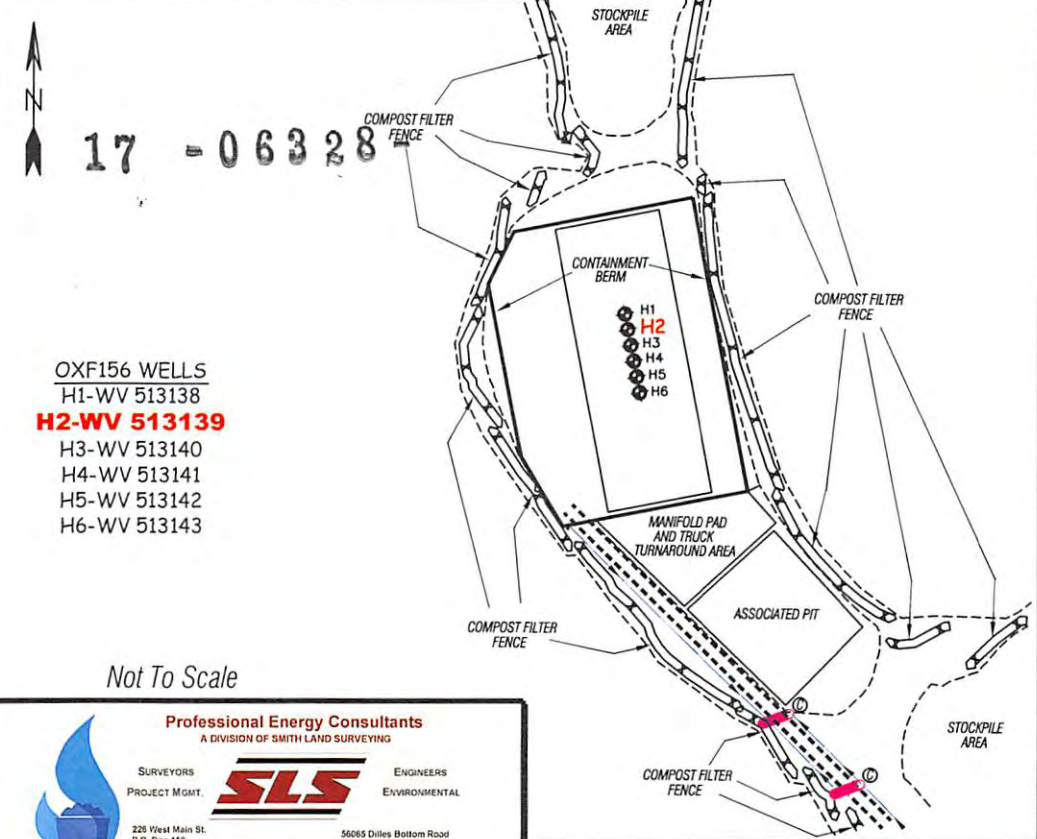 STOCKPILE
AREA
N
COMPOST FILTER
FENCE
17 - 06328
CONTAINMENT
BERM
COMPOST FILTER
FENCE
H1
H2
H3
H4
H5
H6
OXF156 WELLS
H1-WV 513138
H2-WV 513139
H3-WV 513140
H4-WV 513141
H5-WV 513142
H6-WV 513143
MANIFOLD PAD
AND TRUCK
TURNAROUND AREA
ASSOCIATED PIT
COMPOST FILTER
FENCE
Not To Scale
C
STOCKPILE
AREA
COMPOST FILTER
FENCE
C
Professional Energy Consultants
A DIVISION OF SMITH LAND SURVEYING
SURVEYORS
PROJECT MGMT.
SLS
ENGINEERS
ENVIRONMENTAL
226 West Main St.
56065 Dilles Bottom Road